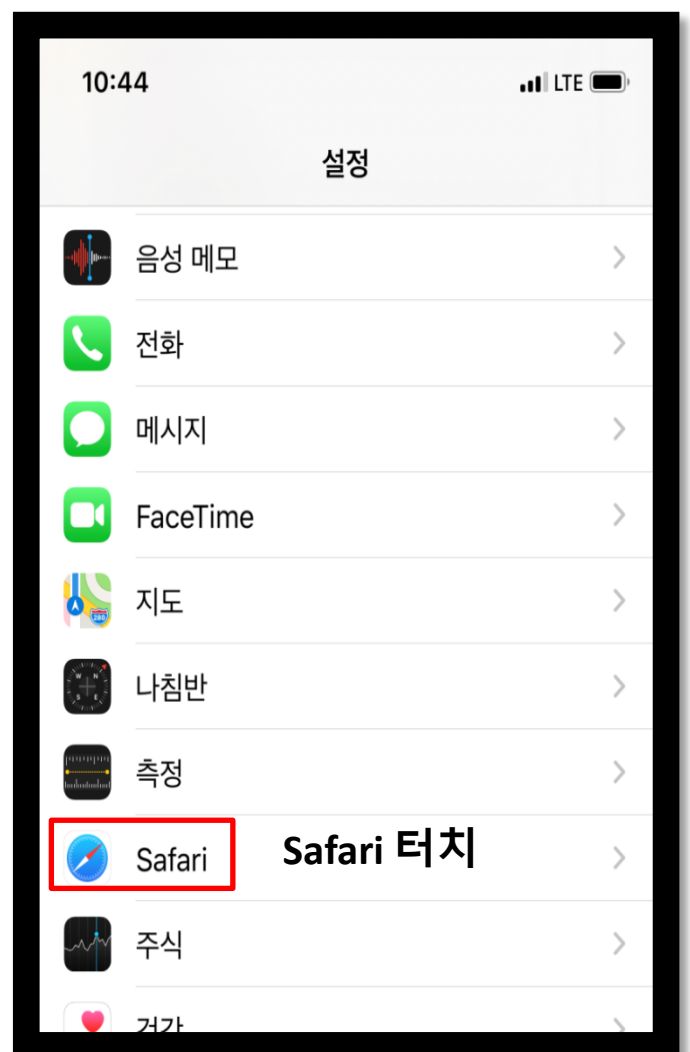 10:44 LTE
설정
음성 메모
전화
메시지
FaceTime
지도
나침반
측정
Safari Safari 터치
주식